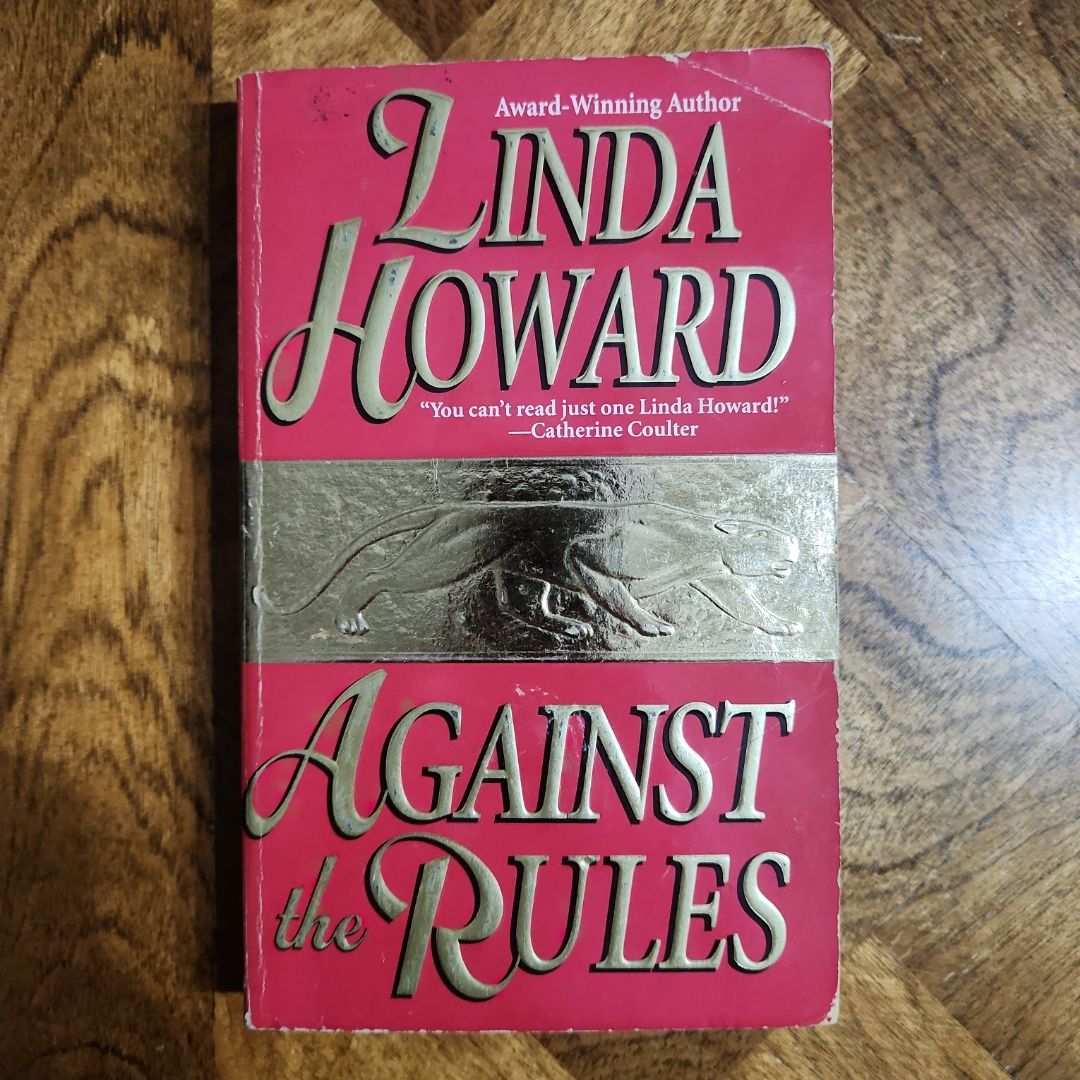 Award-Winning Author
LINDA
HOWARD
“You can’t read just one Linda Howard!”
—Catherine Coulter
AGAINST
the RULES